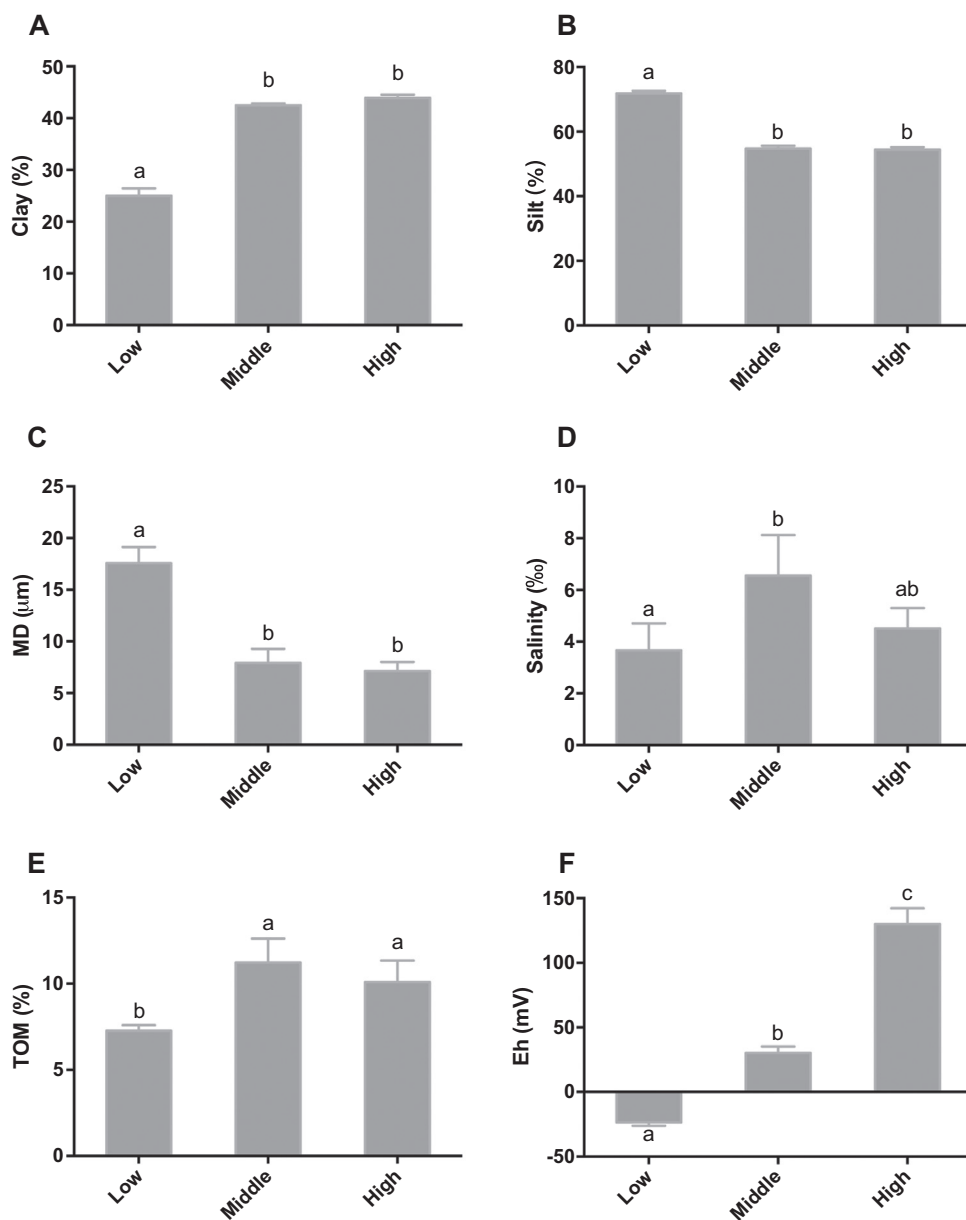 A
Clay (%)
50
40
30
20
10
0
a
b
b
Low
Middle
High
B
Silt (%)
80
60
40
20
0
a
b
b
Low
Middle
High
C
MD (μm)
25
20
15
10
5
0
a
b
b
Low
Middle
High
D
Salinity (‰)
10
8
6
4
2
0
a
b
ab
Low
Middle
High
E
TOM (%)
15
10
5
0
b
a
a
Low
Middle
High
F
Eh (mV)
150
100
50
0
-50
a
b
c
Low
Middle
High